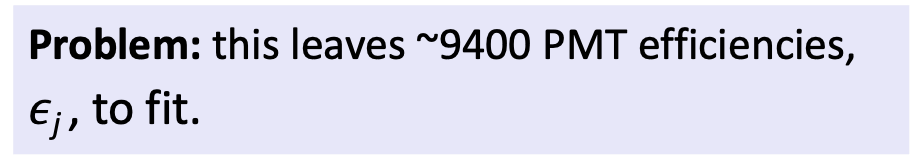 Problem: this leaves ~9400 PMT efficiencies,
ϵⱼ, to fit.